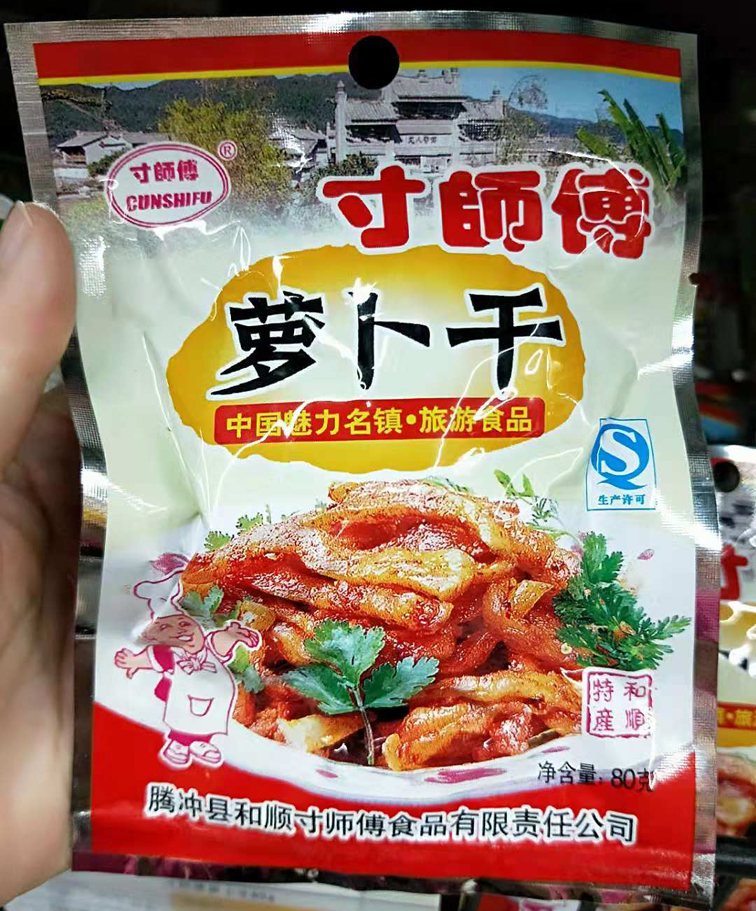 寸師傅
CUNSHIFU
®
寸師傅
萝卜干
中国魅力名镇•旅游食品
生产许可
和順
特産
净含量:80克
腾冲县和顺寸师傅食品有限责任公司